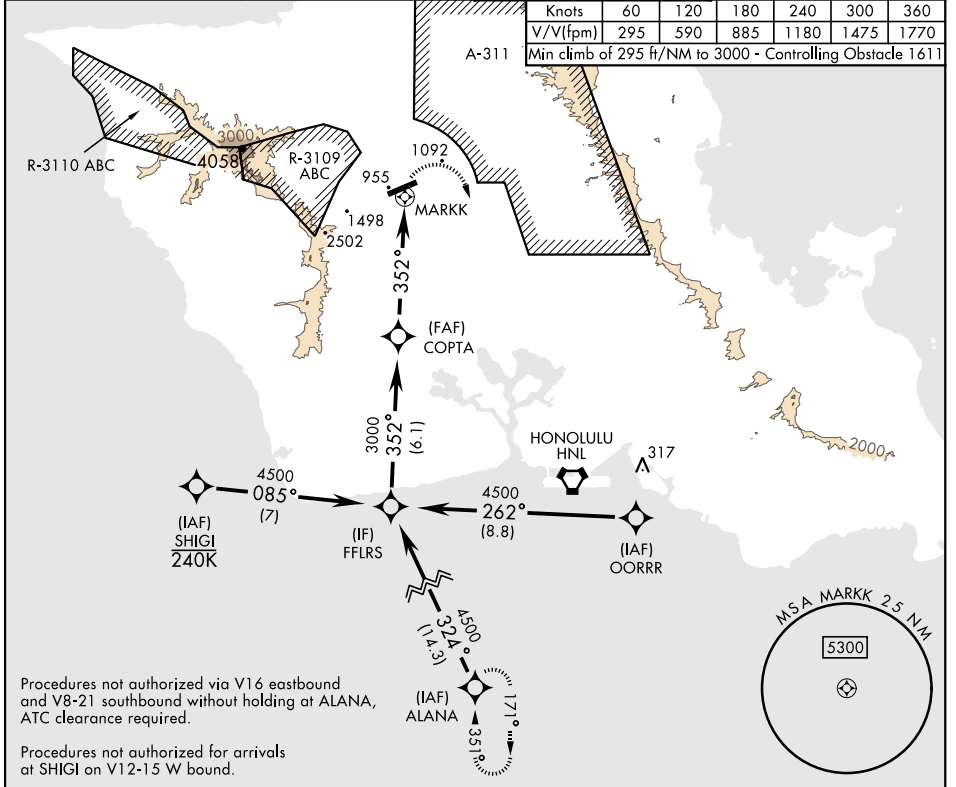 Knots 60 120 180 240 300 360
V/V(fpm) 295 590 885 1180 1475 1770
Min climb of 295 ft/NM to 3000 - Controlling Obstacle 1611
A-311
R-3110 ABC
3000
4058
R-3109
ABC
955
1092
MARKK
1498
2502
352°
(FAF)
COPTA
3000
352°
(6.1)
HONOLULU
HNL
317
2000
4500
085°
(7)
(IAF)
SHIGI
240K
(IF)
FFLRS
4500
262°
(8.8)
(IAF)
OORRR
4500
324°
(14.3)
(IAF)
ALANA
171°
351°
MSA MARKK 25 NM
5300
Procedures not authorized via V16 eastbound
and V8-21 southbound without holding at ALANA,
ATC clearance required.
Procedures not authorized for arrivals
at SHIGI on V12-15 W bound.